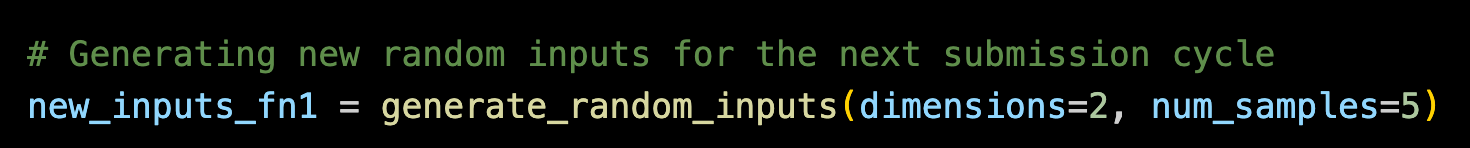 # Generating new random inputs for the next submission cycle
new_inputs_fn1 = generate_random_inputs(dimensions=2, num_samples=5)